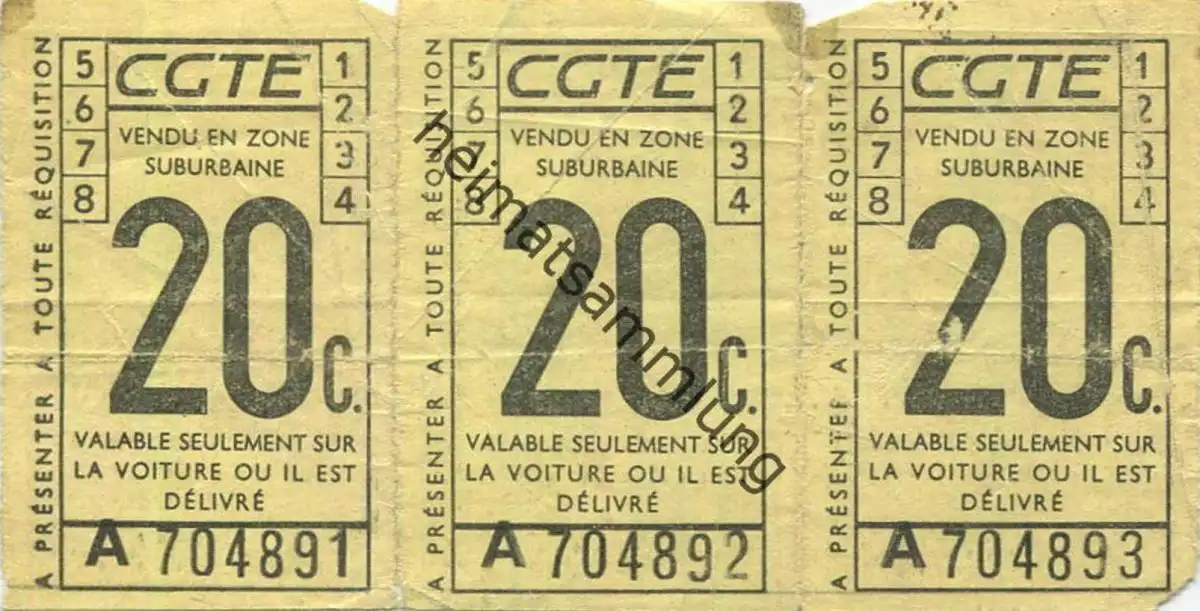 A PRÉSENTER A TOUTE RÉQUISITION
5
6
7
8
CGTE
1
2
3
4
VENDU EN ZONE
SUBURBAINE
20 C.
VALABLE SEULEMENT SUR
LA VOITURE OU IL EST
DÉLIVRÉ
A 704891
A PRÉSENTER A TOUTE RÉQUISITION
5
6
7
8
CGTE
1
2
3
4
VENDU EN ZONE
SUBURBAINE
20 C.
VALABLE SEULEMENT SUR
LA VOITURE OU IL EST
DÉLIVRÉ
A 704892
A PRÉSENTER A TOUTE RÉQUISITION
5
6
7
8
CGTE
1
2
3
4
VENDU EN ZONE
SUBURBAINE
20 C.
VALABLE SEULEMENT SUR
LA VOITURE OU IL EST
DÉLIVRÉ
A 704893
heimatsammlung